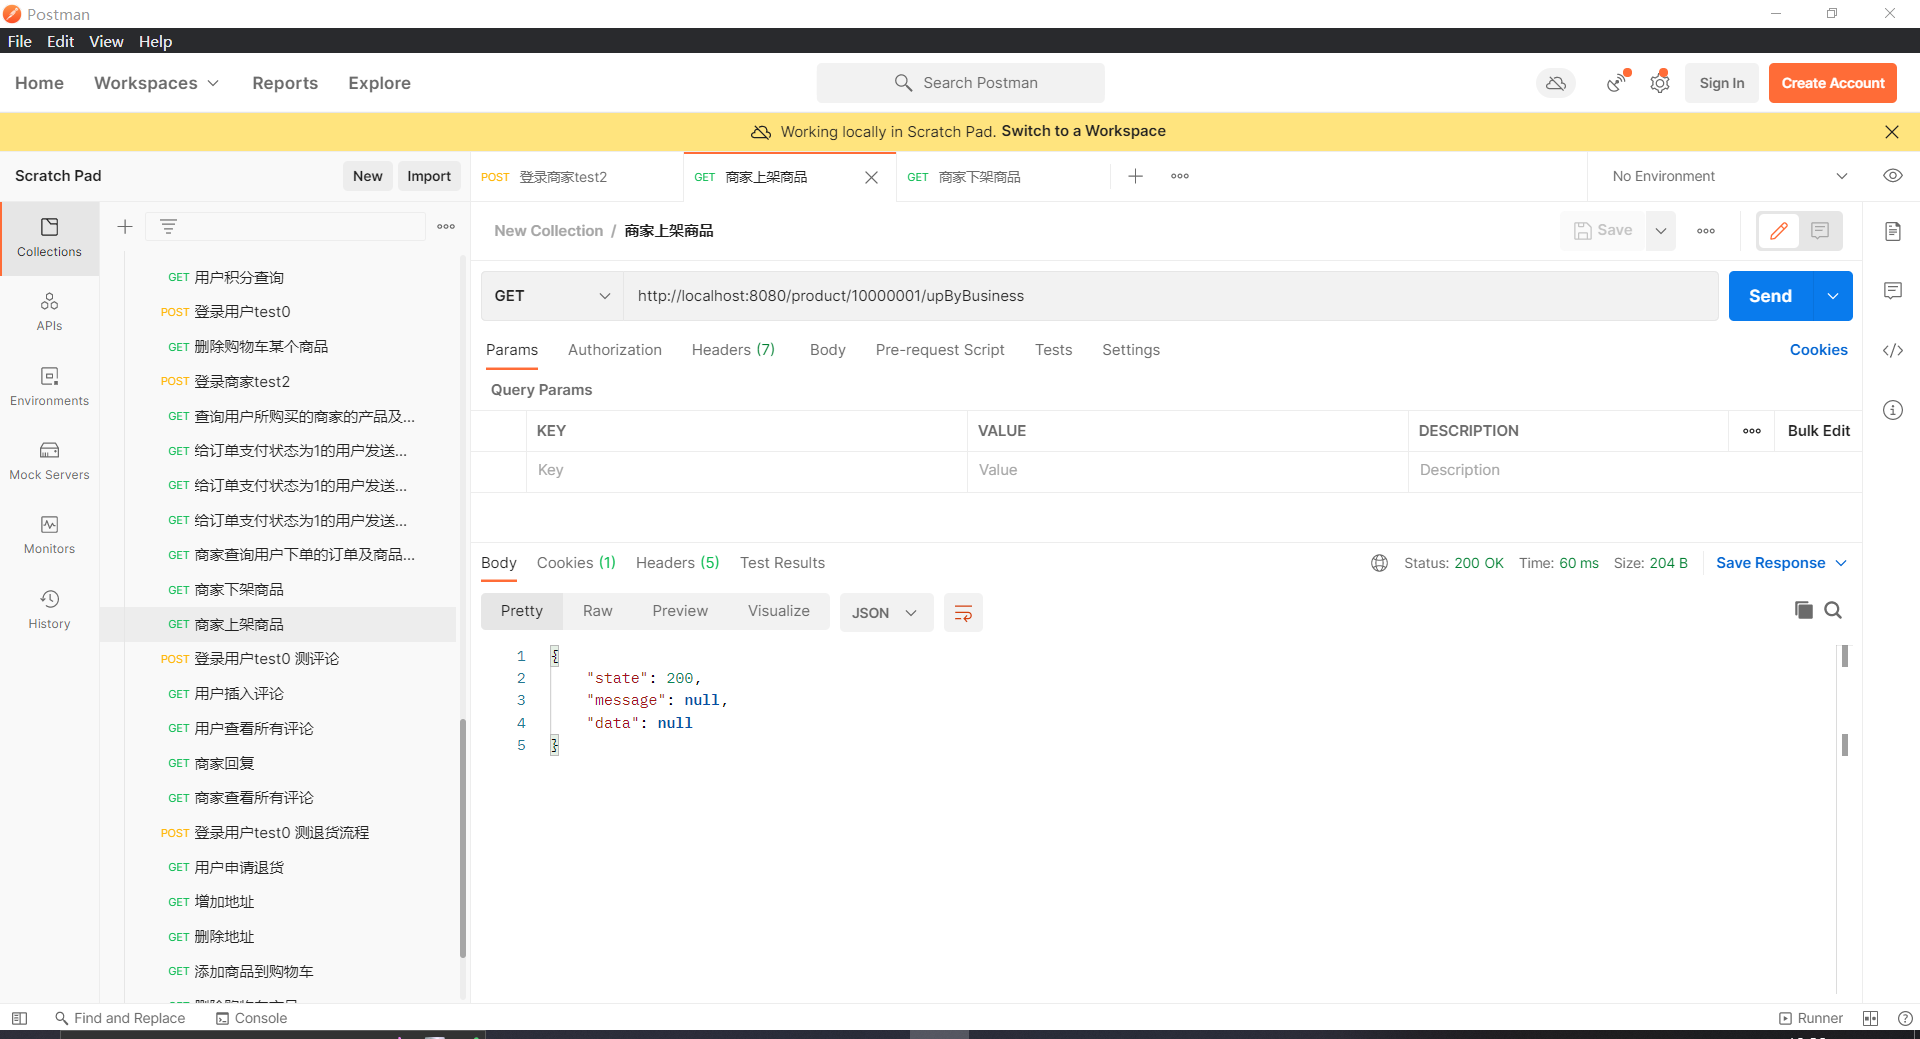 Postman
File Edit View Help
Home Workspaces Reports Explore Search Postman Sign In Create Account
Working locally in Scratch Pad. Switch to a Workspace
Scratch Pad New Import POST 登录商家test2 GET 商家上架商品 GET 商家下架商品 No Environment
Collections
APIs
Environments
Mock Servers
Monitors
History
GET 用户积分查询
POST 登录用户test0
GET 删除购物车某个商品
POST 登录商家test2
GET 查询用户所购买的商家的产品及...
GET 给订单支付状态为1的用户发送...
GET 给订单支付状态为1的用户发送...
GET 给订单支付状态为1的用户发送...
GET 商家查询用户下单的订单及商品...
GET 商家下架商品
GET 商家上架商品
POST 登录用户test0 测评论
GET 用户插入评论
GET 用户查看所有评论
GET 商家回复
GET 商家查看所有评论
POST 登录用户test0 测退货流程
GET 用户申请退货
GET 增加地址
GET 删除地址
GET 添加商品到购物车
New Collection / 商家上架商品 Save
GET http://localhost:8080/product/10000001/upByBusiness Send
Params Authorization Headers (7) Body Pre-request Script Tests Settings Cookies
Query Params
KEY VALUE DESCRIPTION Bulk Edit
Key Value Description
Body Cookies (1) Headers (5) Test Results Status: 200 OK Time: 60 ms Size: 204 B Save Response
Pretty Raw Preview Visualize JSON
1 {
2 "state": 200,
3 "message": null,
4 "data": null
5 }
Find and Replace Console Runner